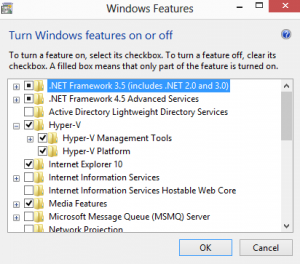 Windows Features
Turn Windows features on or off
To turn a feature on, select its checkbox. To turn a feature off, clear its
checkbox. A filled box means that only part of the feature is turned on.
.NET Framework 3.5 (includes .NET 2.0 and 3.0)
.NET Framework 4.5 Advanced Services
Active Directory Lightweight Directory Services
Hyper-V
Hyper-V Management Tools
Hyper-V Platform
Internet Explorer 10
Internet Information Services
Internet Information Services Hostable Web Core
Media Features
Microsoft Message Queue (MSMQ) Server
Network Projection
OK Cancel